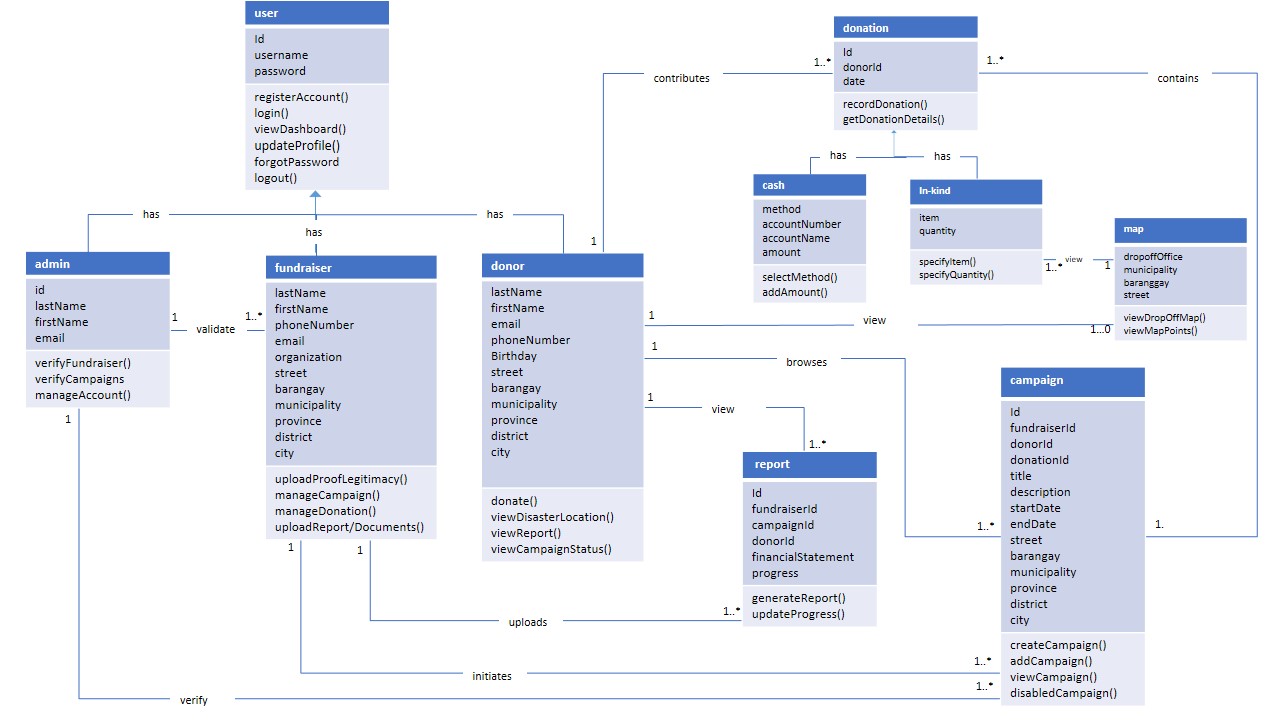 user
Id
username
password
registerAccount()
login()
viewDashboard()
updateProfile()
forgotPassword
logout()
donation
Id
donorId
date
recordDonation()
getDonationDetails()
1..*
1..*
contributes
contains
has
has
cash
method
accountNumber
accountName
amount
selectMethod()
addAmount()
In-kind
item
quantity
specifyItem()
specifyQuantity()
1..*
view
1
map
dropoffOffice
municipality
baranggay
street
viewDropOffMap()
viewMapPoints()
has
has
has
1
admin
id
lastName
firstName
email
verifyFundraiser()
verifyCampaigns
manageAccount()
1
validate
1..*
fundraiser
lastName
firstName
phoneNumber
email
organization
street
barangay
municipality
province
district
city
uploadProofLegitimacy()
manageCampaign()
manageDonation()
uploadReport/Documents()
donor
lastName
firstName
email
phoneNumber
Birthday
street
barangay
municipality
province
district
city
donate()
viewDisasterLocation()
viewReport()
viewCampaignStatus()
1
view
1...0
1
browses
1..*
1
view
1..*
report
Id
fundraiserId
campaignId
donorId
financialStatement
progress
generateReport()
updateProgress()
campaign
Id
fundraiserId
donorId
donationId
title
description
startDate
endDate
street
barangay
municipality
province
district
city
createCampaign()
addCampaign()
viewCampaign()
disabledCampaign()
1.
1
1
1
uploads
1..*
initiates
1..*
verify
1..*